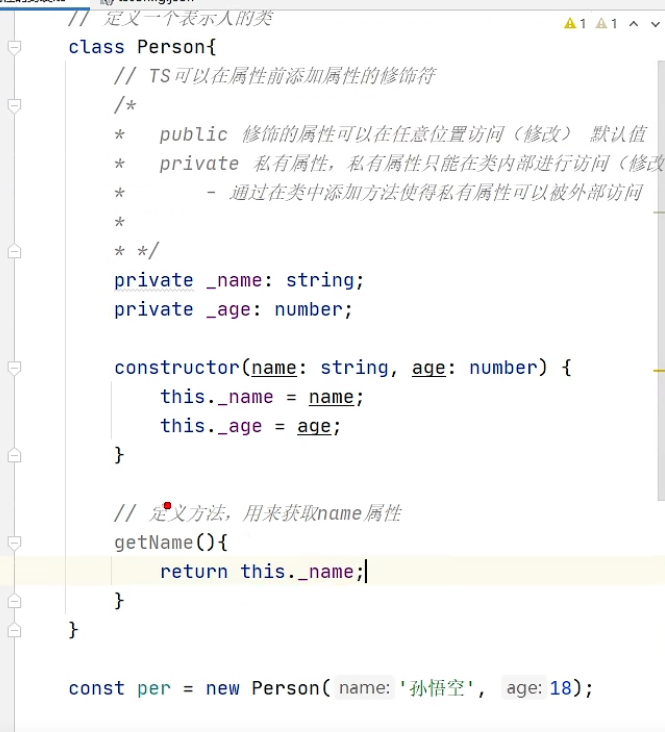 // 定义一个表示人的类
1 1
class Person{
// TS可以在属性前添加属性的修饰符
/*
* public 修饰的属性可以在任意位置访问（修改） 默认值
* private 私有属性，私有属性只能在类内部进行访问（修改
* - 通过在类中添加方法使得私有属性可以被外部访问
*
* */
private _name: string;
private _age: number;
constructor(name: string, age: number) {
this._name = name;
this._age = age;
}
// 定义方法，用来获取name属性
getName(){
return this._name;
}
}
const per = new Person( name: '孙悟空', age: 18);